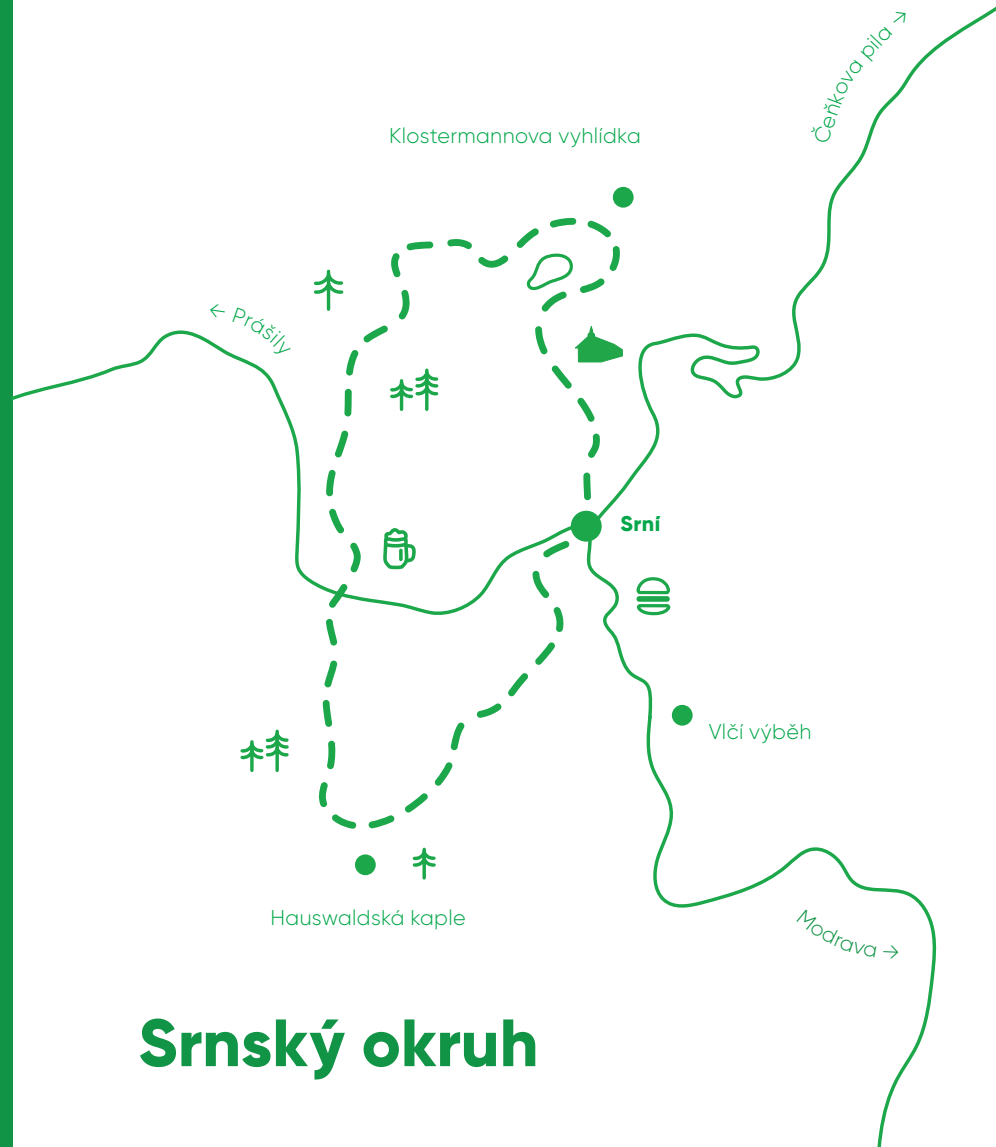 Čeňkova pila →
Klostermannova vyhlídka
← Prášily
Srní
Vlčí výběh
Hauswaldská kaple
Modrava →
Srnský okruh